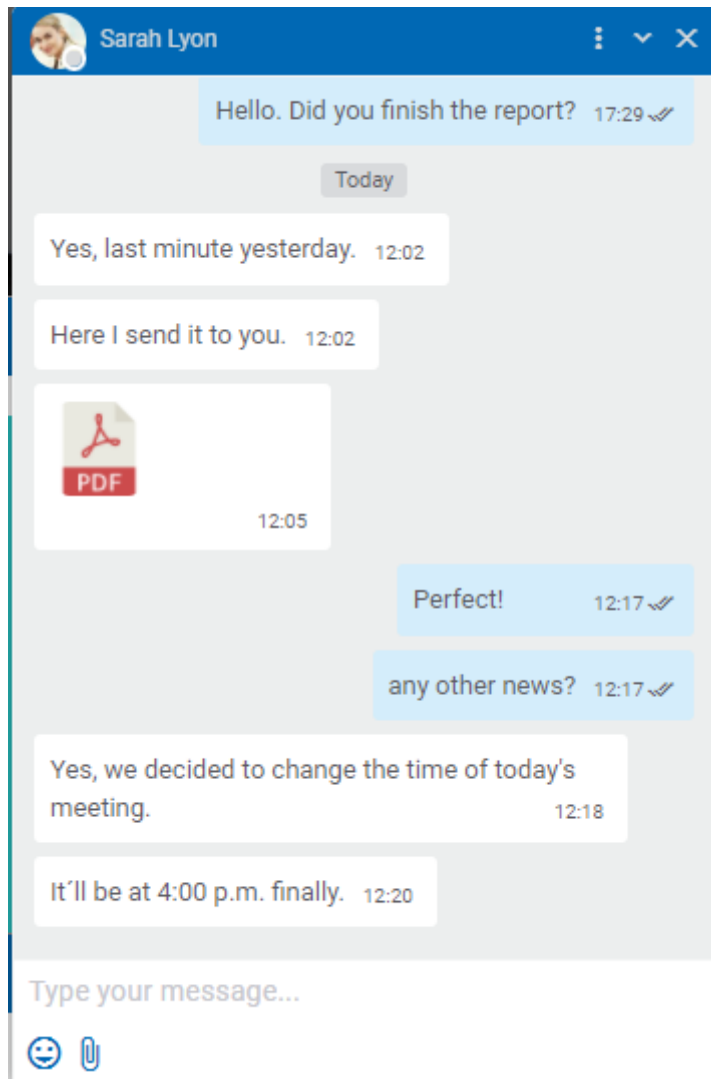 Sarah Lyon
Hello. Did you finish the report? 17:29
Today
Yes, last minute yesterday. 12:02
Here I send it to you. 12:02
PDF
12:05
Perfect! 12:17
any other news? 12:17
Yes, we decided to change the time of today's
meeting. 12:18
It´ll be at 4:00 p.m. finally. 12:20
Type your message...